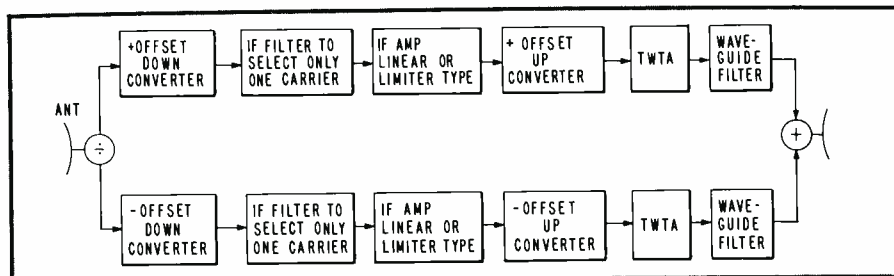 +OFFSET
DOWN
CONVERTER
IF FILTER TO
SELECT ONLY
ONE CARRIER
IF AMP
LINEAR OR
LIMITER TYPE
+ OFFSET
UP
CONVERTER
TWTA
WAVE-
GUIDE
FILTER
ANT
÷
+
-OFFSET
DOWN
CONVERTER
IF FILTER TO
SELECT ONLY
ONE CARRIER
IF AMP
LINEAR OR
LIMITER TYPE
-OFFSET
UP
CONVERTER
TWTA
WAVE-
GUIDE
FILTER